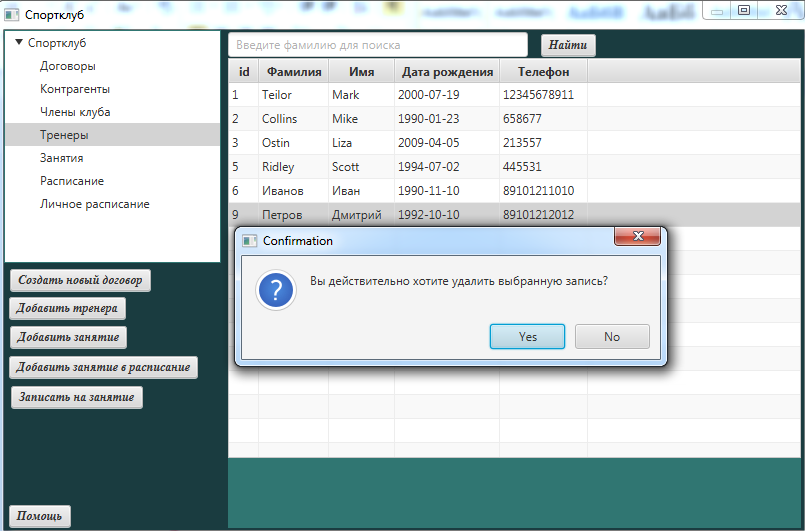 Спортклуб
Спортклуб
Договоры
Контрагенты
Члены клуба
Тренеры
Занятия
Расписание
Личное расписание
Создать новый договор
Добавить тренера
Добавить занятие
Добавить занятие в расписание
Записать на занятие
Помощь
Введите фамилию для поиска Найти
id Фамилия Имя Дата рождения Телефон
1 Teilor Mark 2000-07-19 12345678911
2 Collins Mike 1990-01-23 658677
3 Ostin Liza 2009-04-05 213557
5 Ridley Scott 1994-07-02 445531
6 Иванов Иван 1990-11-10 89101211010
9 Петров Дмитрий 1992-10-10 89101212012
Confirmation
Вы действительно хотите удалить выбранную запись?
Yes No